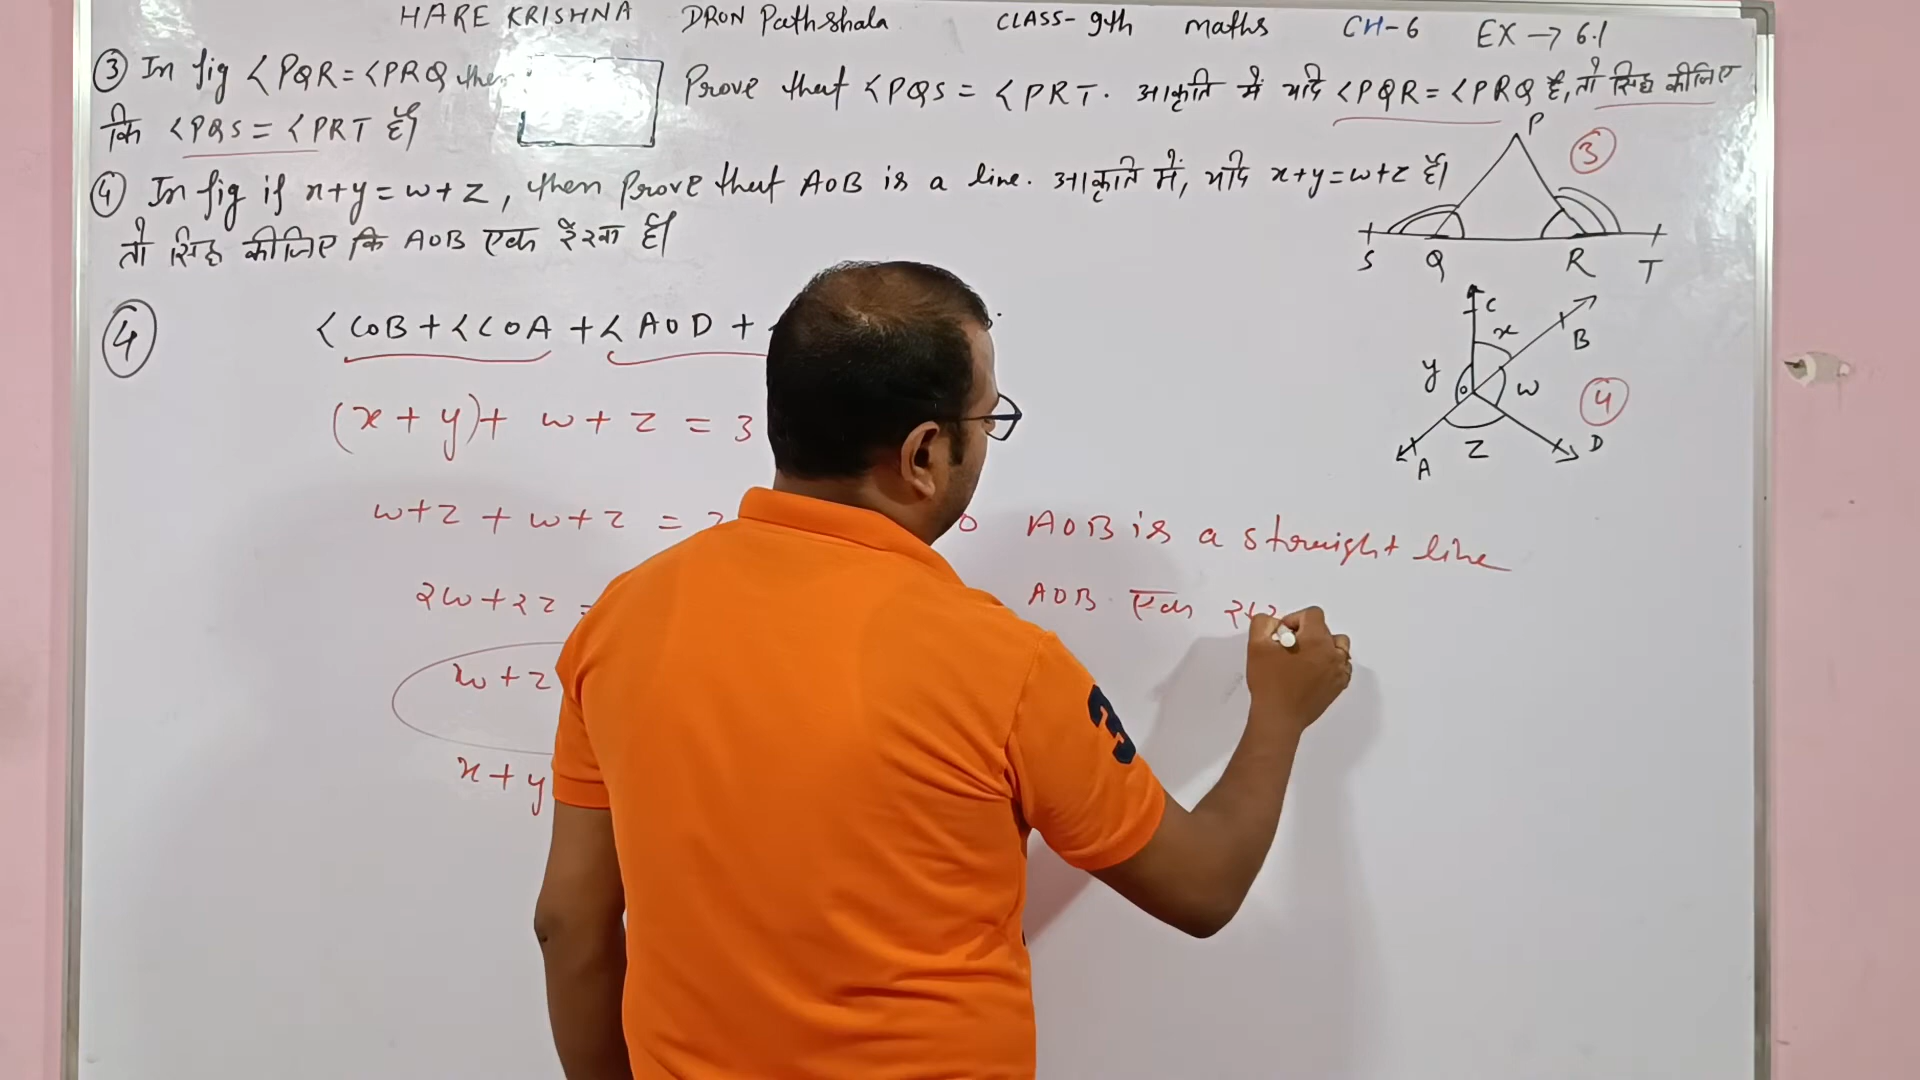 HARE KRISHNA DRON Pathshala CLASS- 9th maths CH-6 EX → 6.1
③ In fig <PQR = <PRQ then Prove that <PQS = <PRT. आकृति में यदि <PQR = <PRQ है, तो सिद्ध कीजिए
कि <PQS = <PRT है।
④ In fig if x+y = w+z, then Prove that AOB is a line. आकृति में, यदि x+y=w+z है।
तो सिद्ध कीजिए कि AOB एक रेखा है।
P
③
S Q R T
④
<COB + <COA + <AOD +
(x + y)+ w + z = 3
w+z + w+z =
2w+2z =
w+z
x+y
AOB is a straight line
AOB एक
C
x
B
y
O
w
④
A
z
D
3